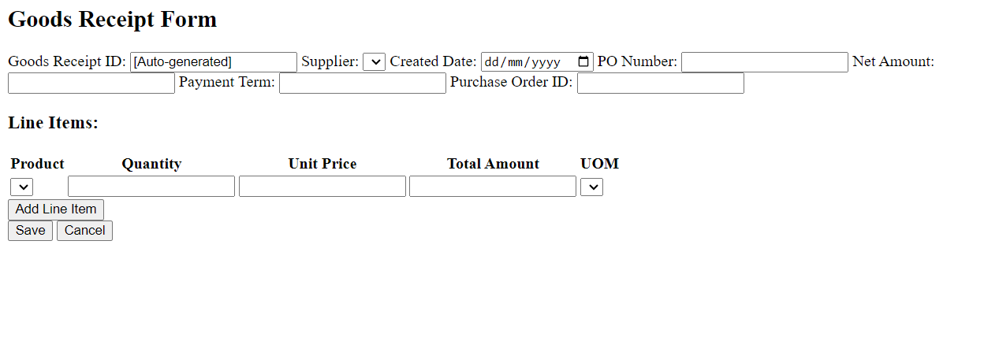 Goods Receipt Form
Goods Receipt ID: [Auto-generated] Supplier: Created Date: dd/mm/yyyy PO Number: Net Amount:
Payment Term: Purchase Order ID:
Line Items:
Product Quantity Unit Price Total Amount UOM
Add Line Item
Save Cancel